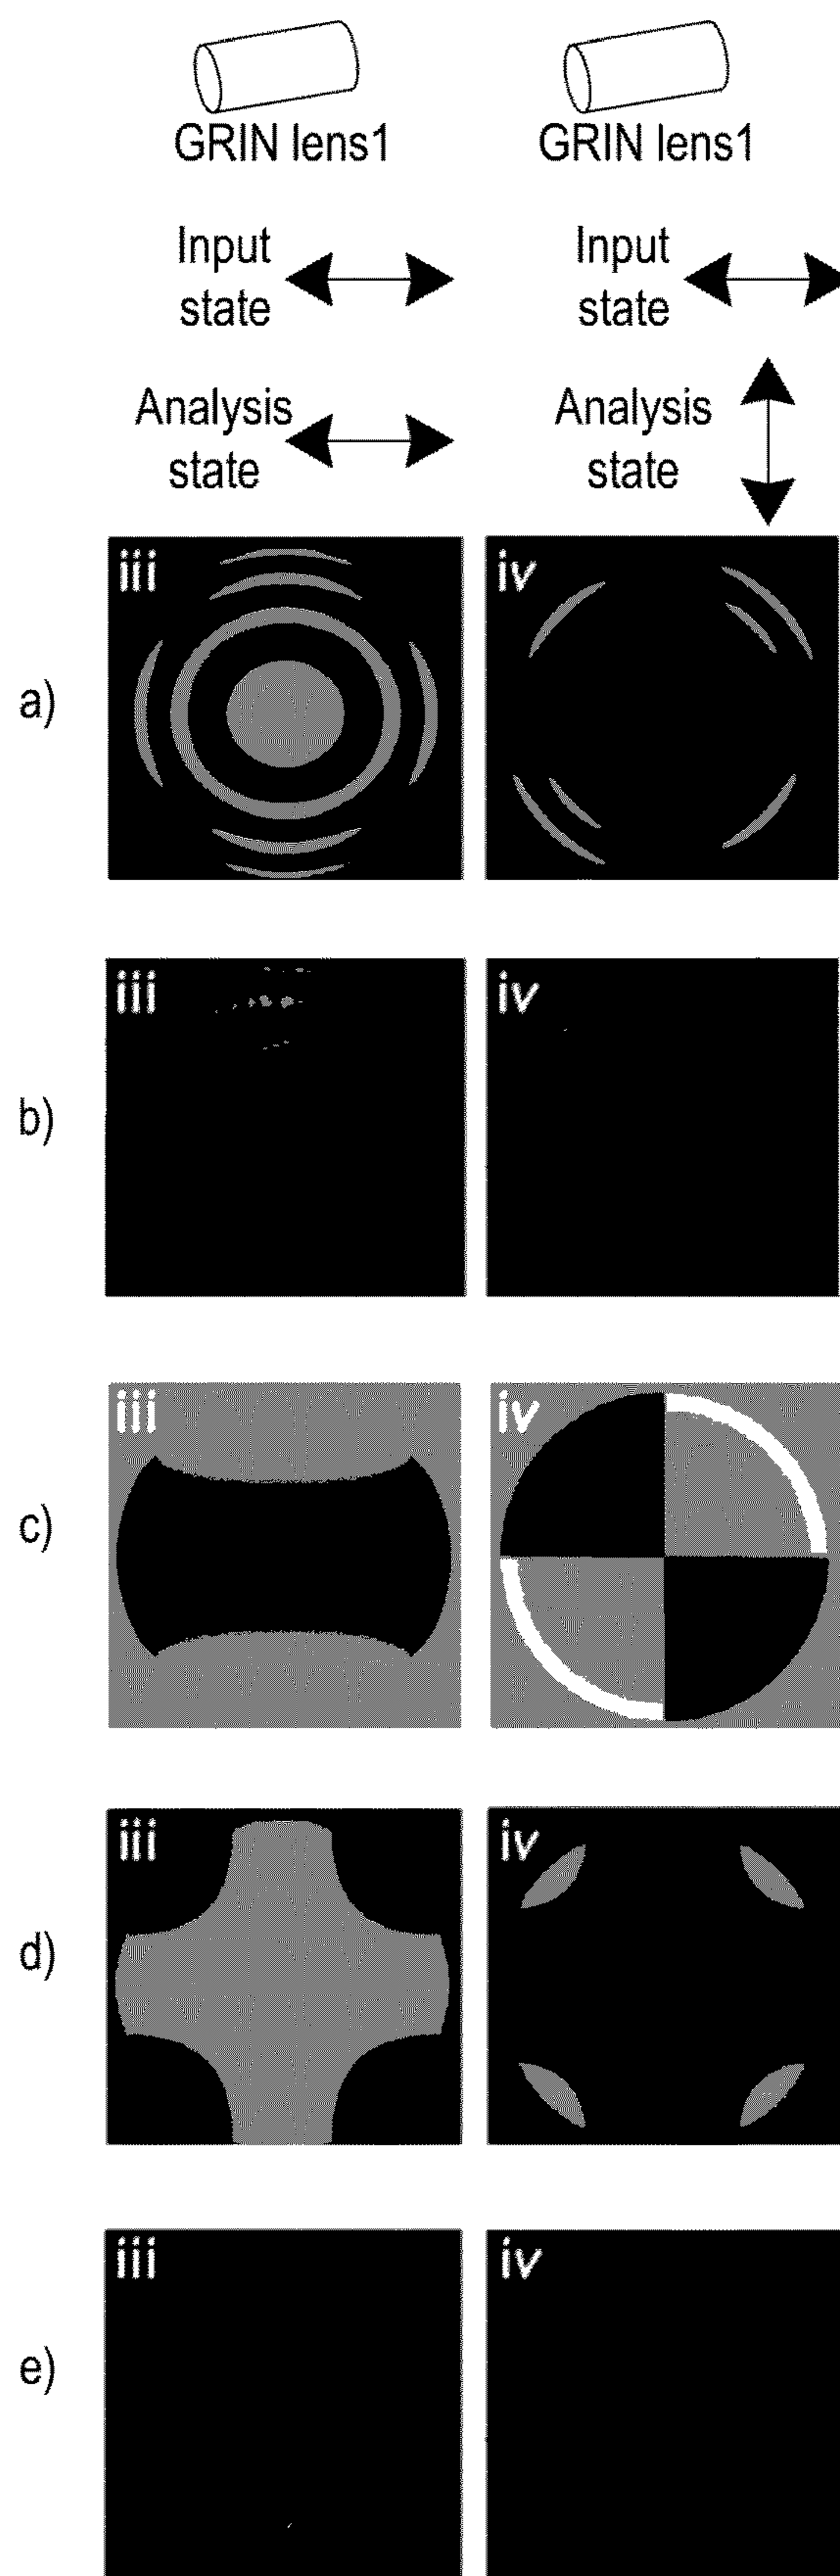 GRIN lens1 GRIN lens1
Input state Input state
Analysis state Analysis state
a) iii iv
b) iii iv
c) iii iv
d) iii iv
e) iii iv